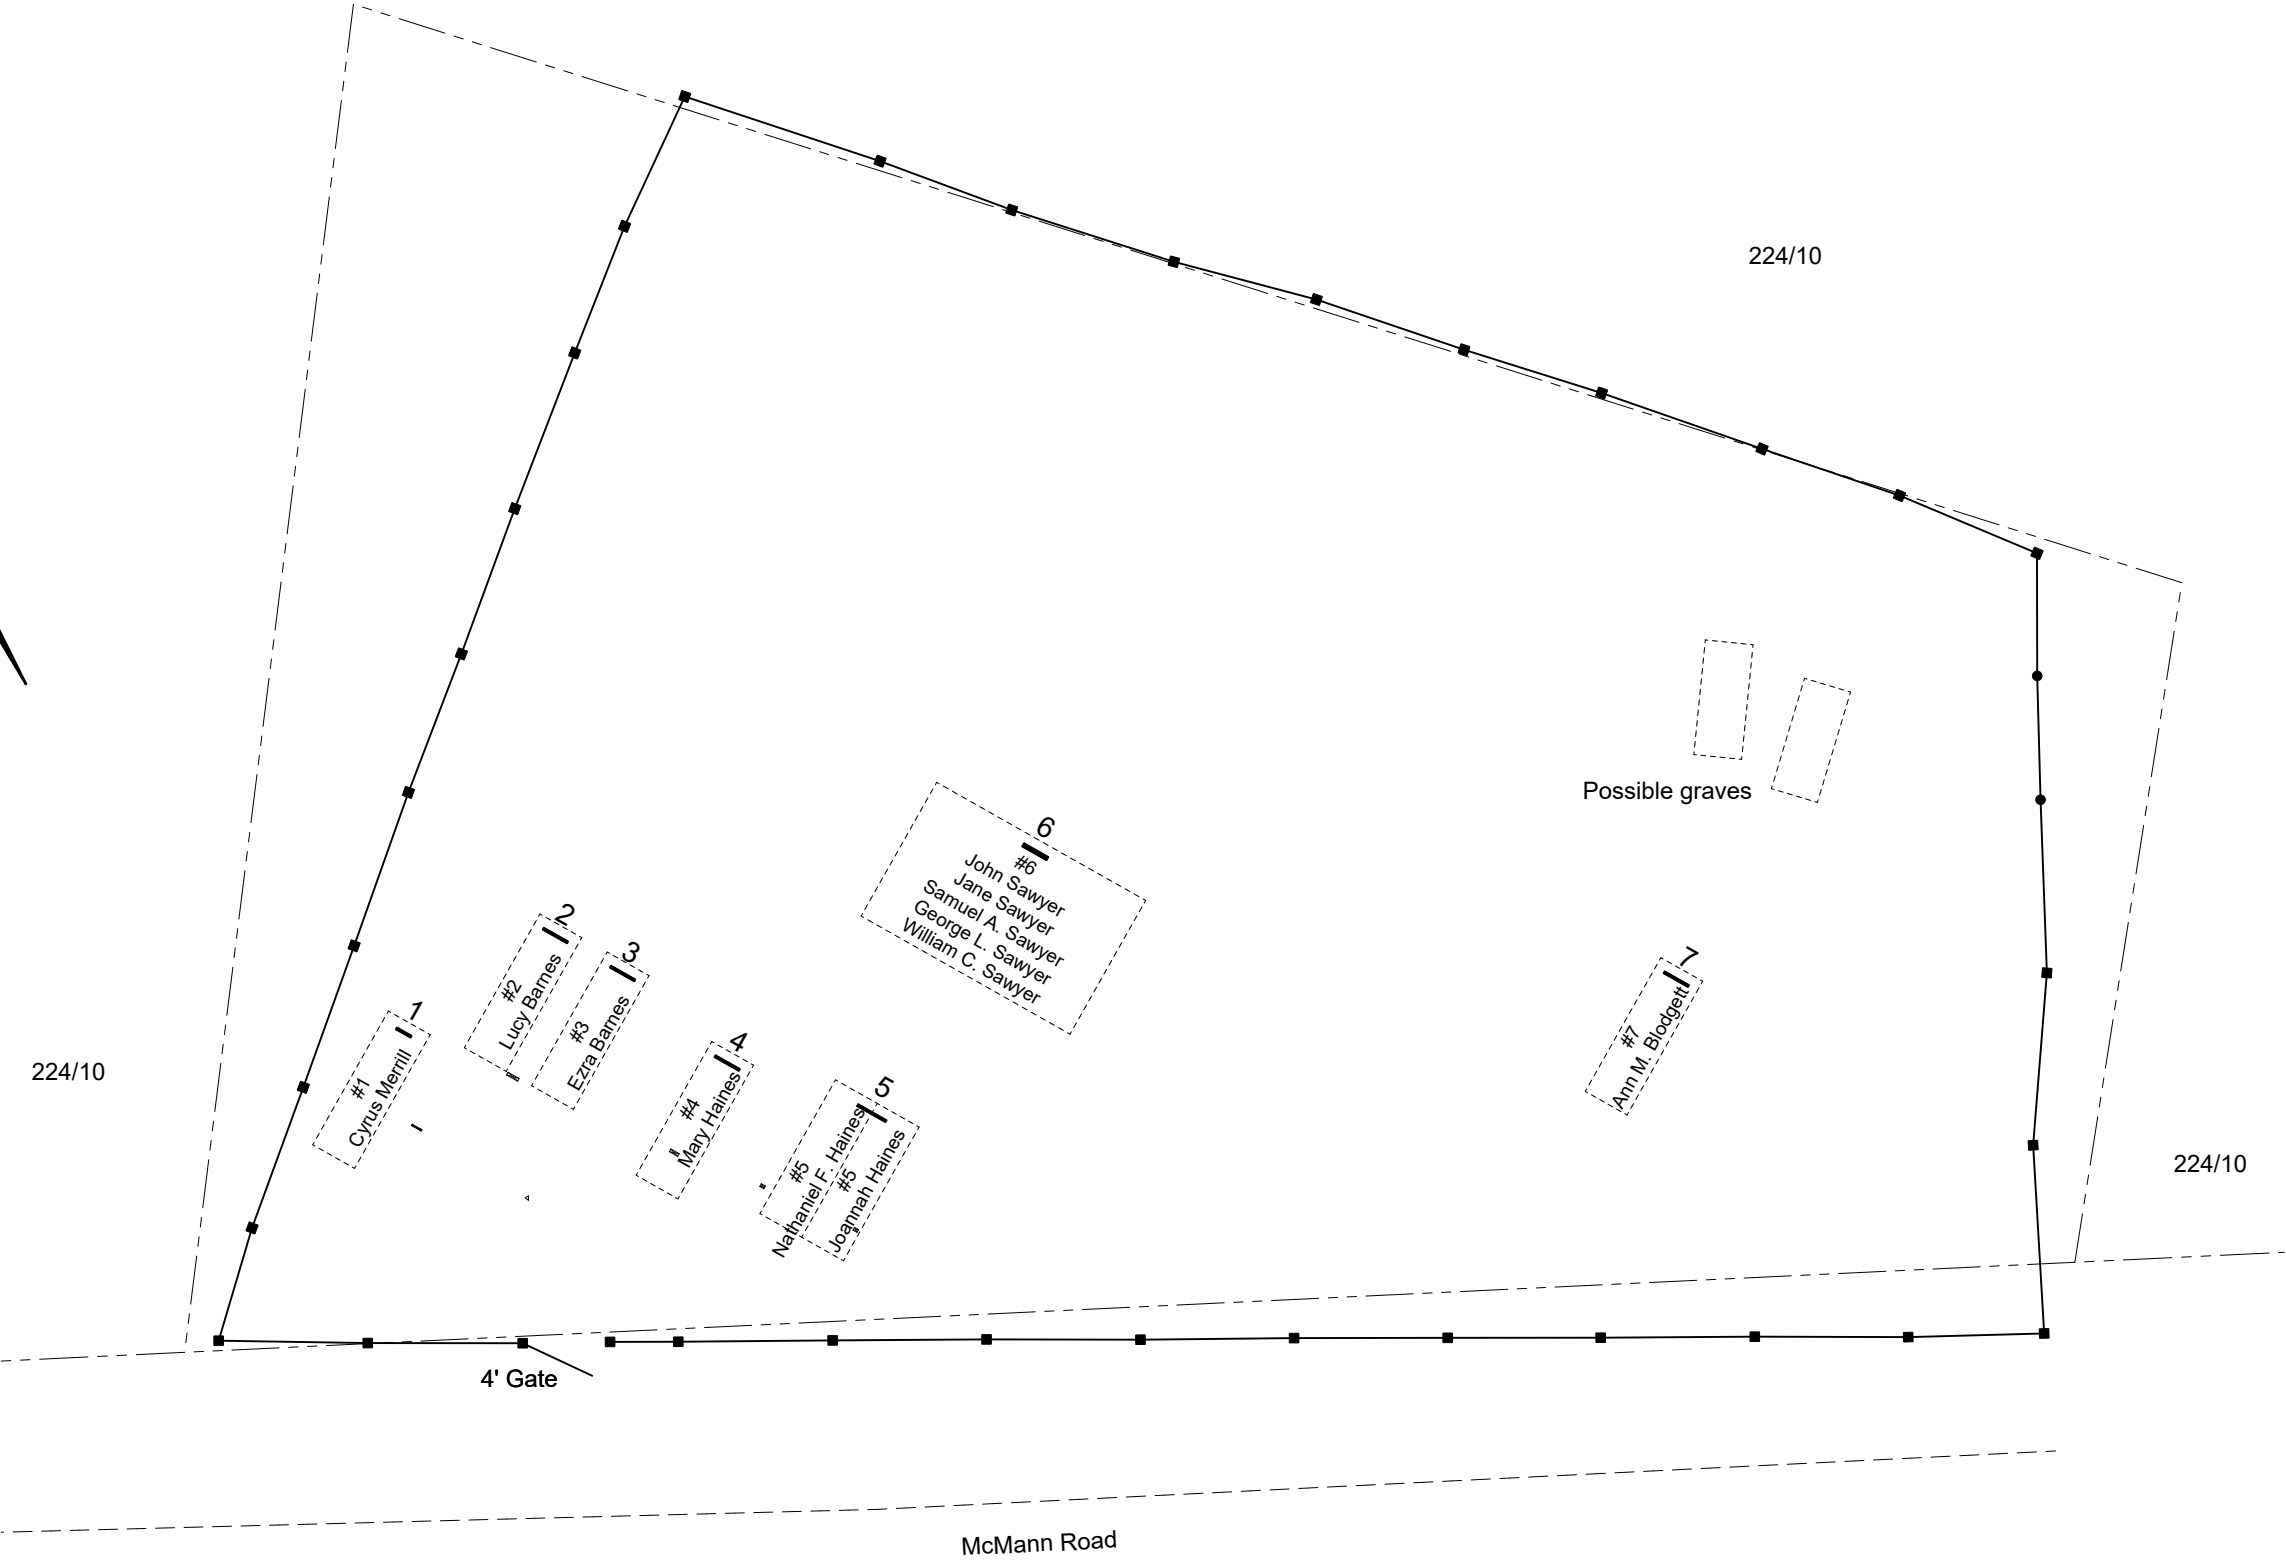 224/10
Possible graves
6
#6
John Sawyer
Jane Sawyer
Samuel A. Sawyer
George L. Sawyer
William C. Sawyer
2
#2
Lucy Barnes
3
#3
Ezra Barnes
7
#7
Ann M. Blodgett
1
#1
Cyrus Merrill
4
#4
Mary Haines
5
#5
Nathaniel F. Haines
#5
Joannah Haines
224/10
224/10
4' Gate
McMann Road